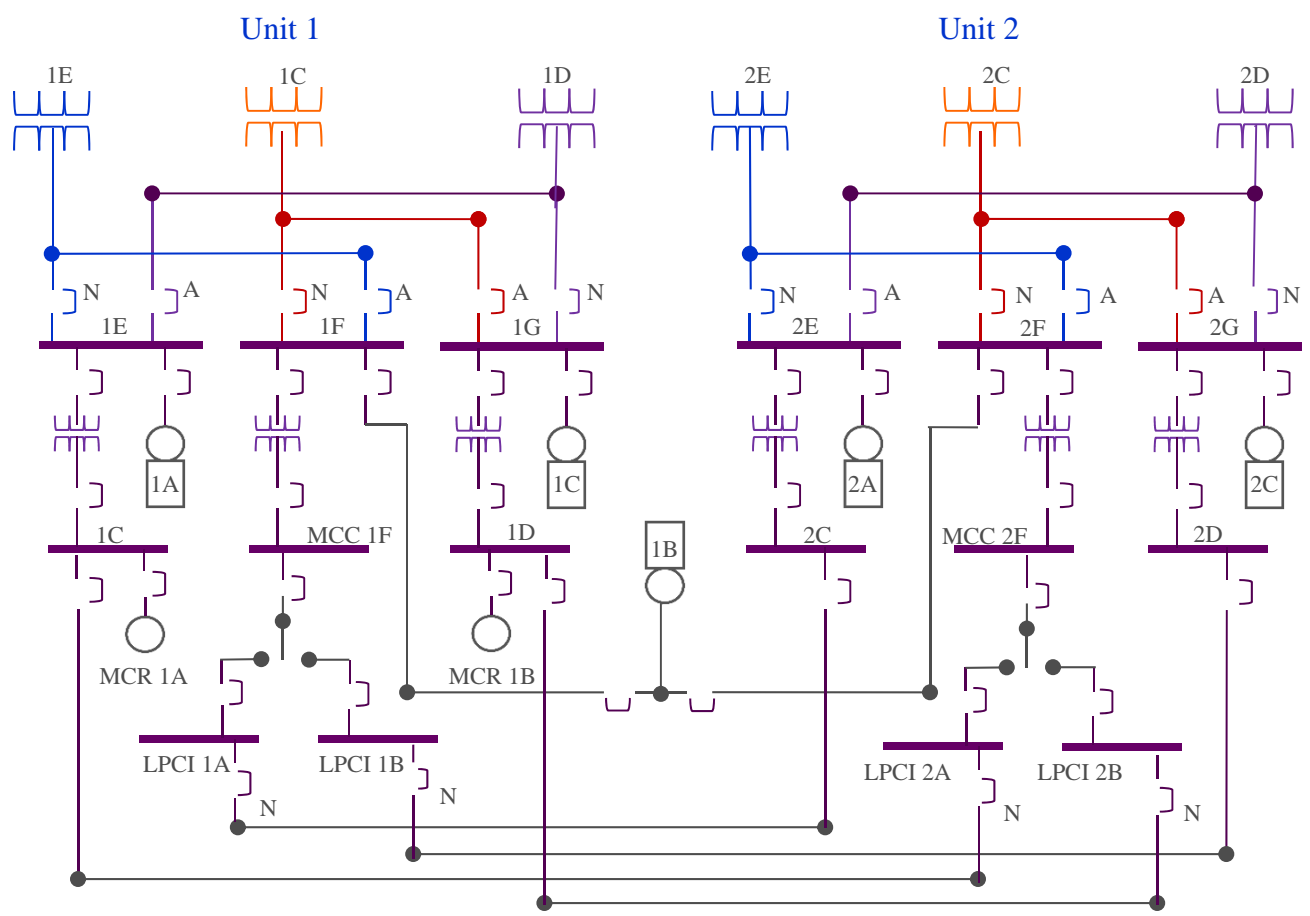 Unit 1 Unit 2
1E 1C 1D 2E 2C 2D
N A N A A N N A N A A N
1E 1F 1G 2E 2F 2G
1A 1C 2A 2C
1C MCC 1F 1D 1B 2C MCC 2F 2D
MCR 1A MCR 1B
LPCI 1A LPCI 1B LPCI 2A LPCI 2B
N N N N